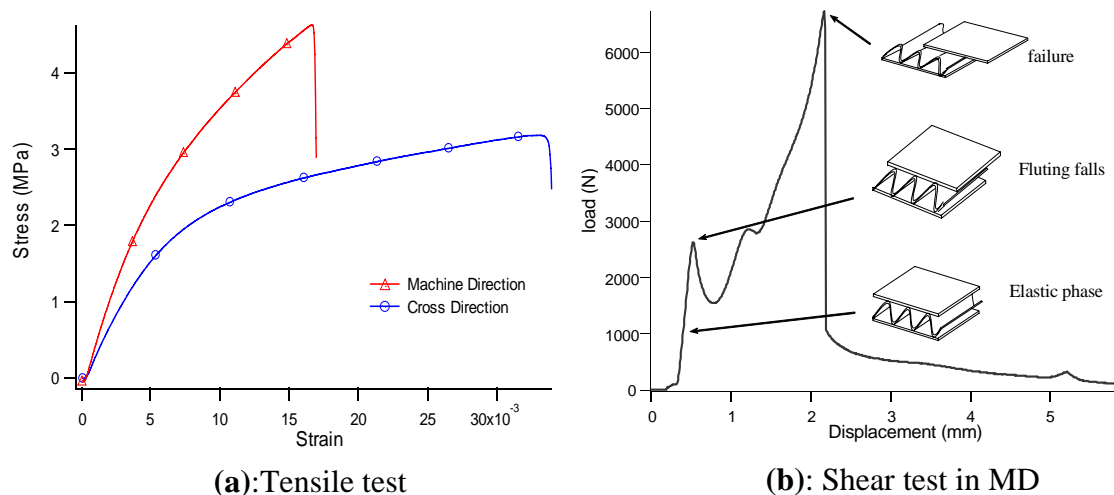 4
3
2
1
0
Stress (MPa)
Machine Direction
Cross Direction
0
5
10
15
20
25
30x10-3
Strain
(a):Tensile test
6000
5000
4000
3000
2000
1000
0
load (N)
failure
Fluting falls
Elastic phase
0
1
2
3
4
5
Displacement (mm)
(b): Shear test in MD